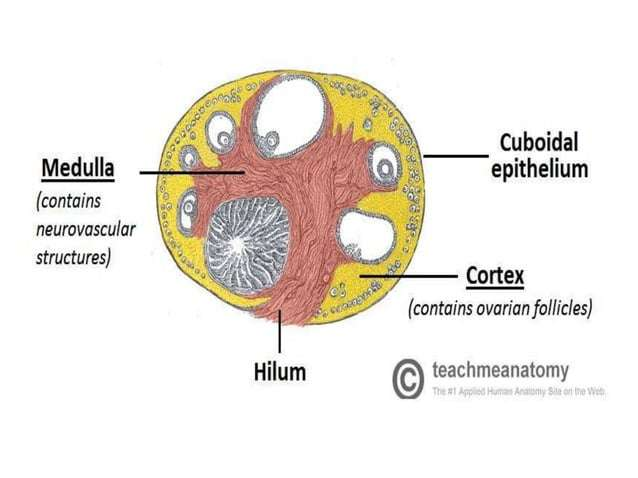 Medulla
(contains
neurovascular
structures)
Cuboidal
epithelium
Cortex
(contains ovarian follicles)
Hilum
© teachmeanatomy
The #1 Applied Human Anatomy Site on the Web.